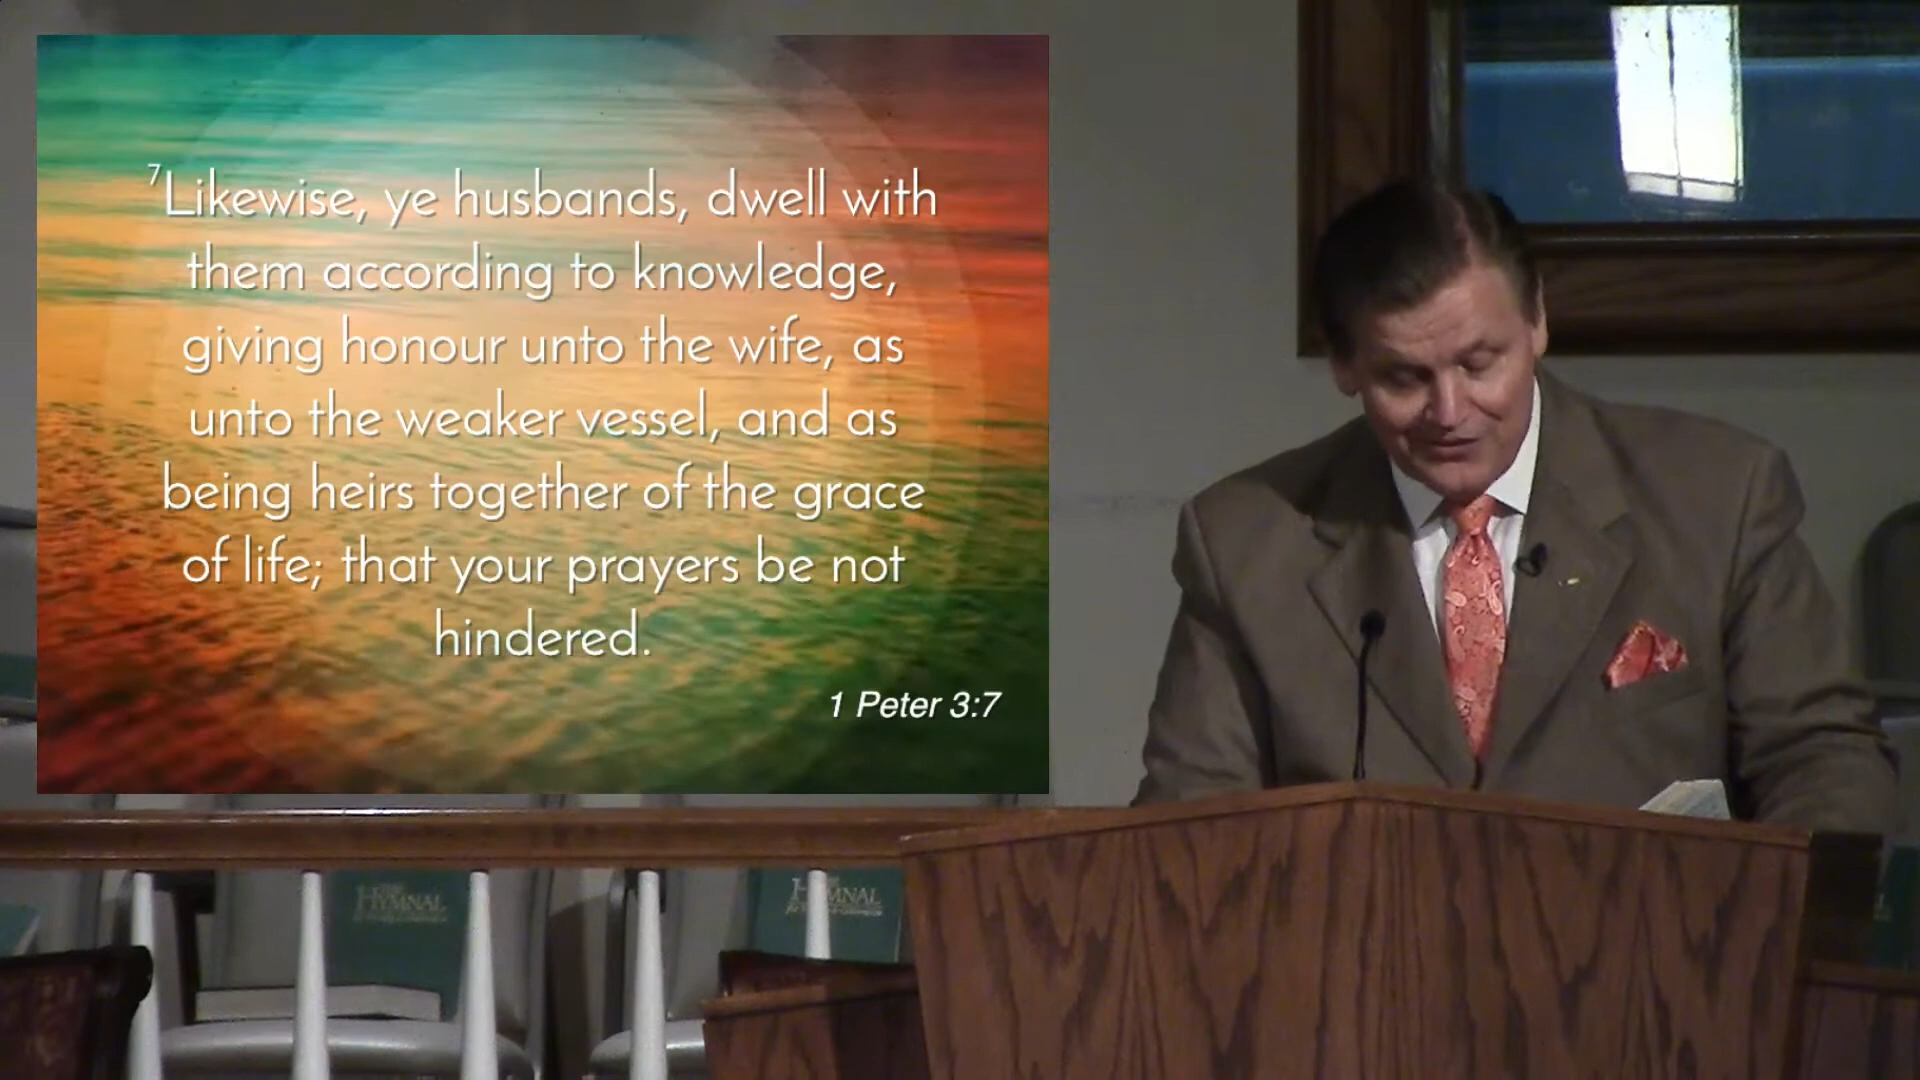 7Likewise, ye husbands, dwell with
them according to knowledge,
giving honour unto the wife, as
unto the weaker vessel, and as
being heirs together of the grace
of life; that your prayers be not
hindered.
1 Peter 3:7
HYMNAL
HYMNAL